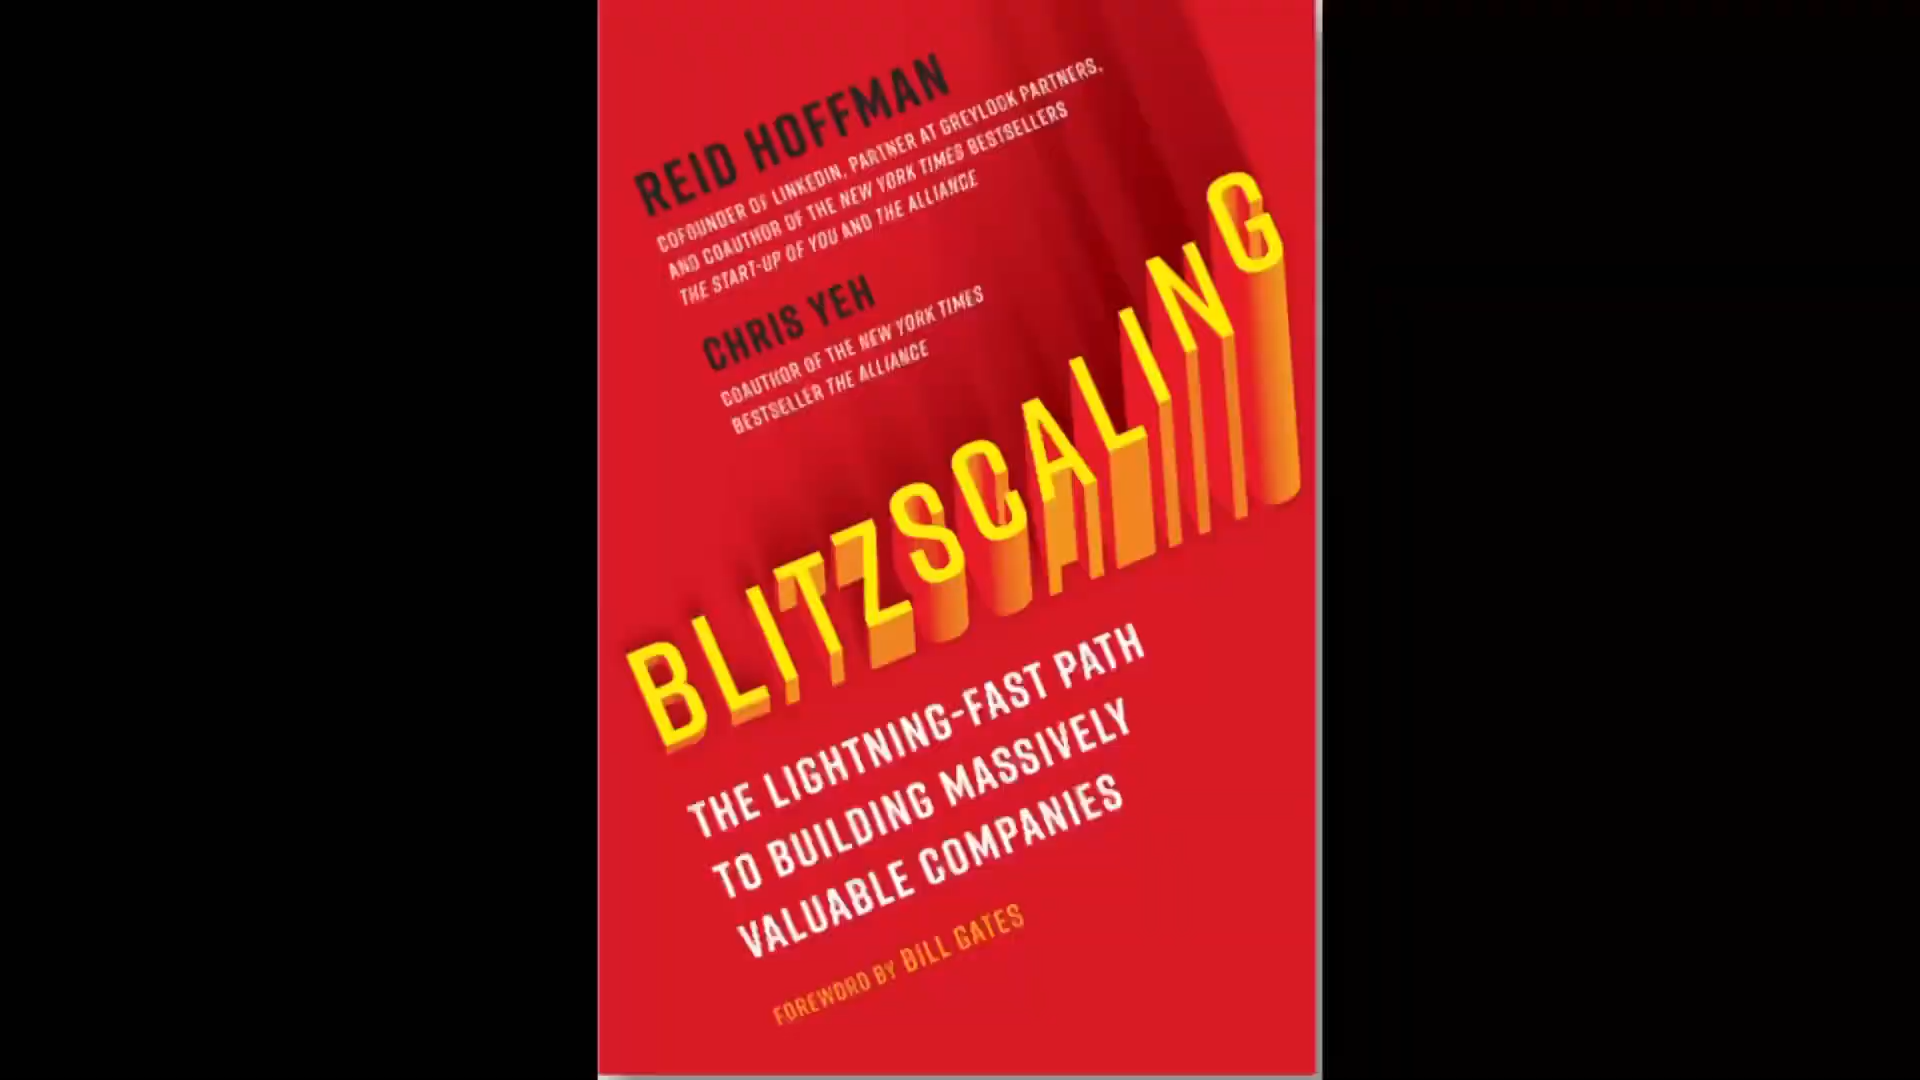 REID HOFFMAN
COFOUNDER OF LINKEDIN, PARTNER AT GREYLOCK PARTNERS,
AND COAUTHOR OF THE NEW YORK TIMES BESTSELLERS
THE START-UP OF YOU AND THE ALLIANCE
CHRIS YEH
COAUTHOR OF THE NEW YORK TIMES
BESTSELLER THE ALLIANCE
BLITZSCALING
THE LIGHTNING-FAST PATH
TO BUILDING MASSIVELY
VALUABLE COMPANIES
FOREWORD BY BILL GATES